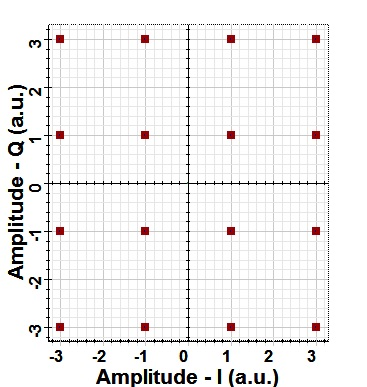 Amplitude - Q (a.u.)
3
2
1
0
-1
-2
-3
-3 -2 -1 0 1 2 3
Amplitude - I (a.u.)